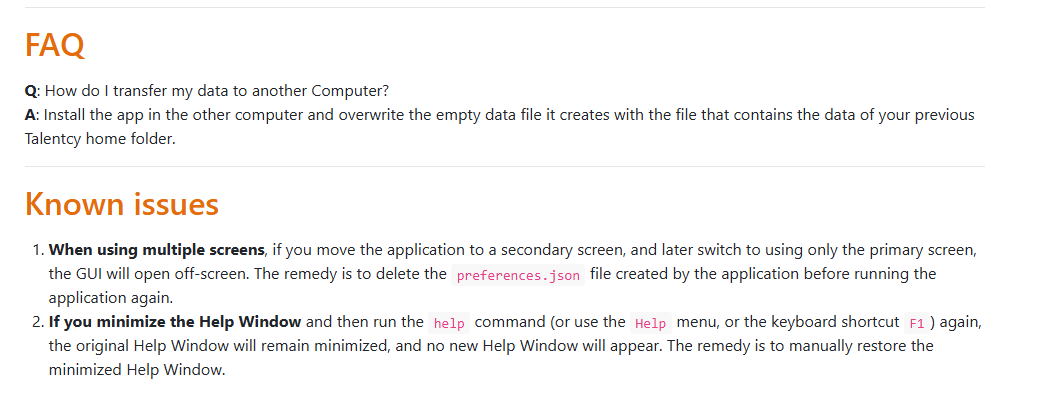 FAQ
Q: How do I transfer my data to another Computer?
A: Install the app in the other computer and overwrite the empty data file it creates with the file that contains the data of your previous
Talentcy home folder.
Known issues
1. When using multiple screens, if you move the application to a secondary screen, and later switch to using only the primary screen,
the GUI will open off-screen. The remedy is to delete the preferences.json file created by the application before running the
application again.
2. If you minimize the Help Window and then run the help command (or use the Help menu, or the keyboard shortcut F1 ) again,
the original Help Window will remain minimized, and no new Help Window will appear. The remedy is to manually restore the
minimized Help Window.